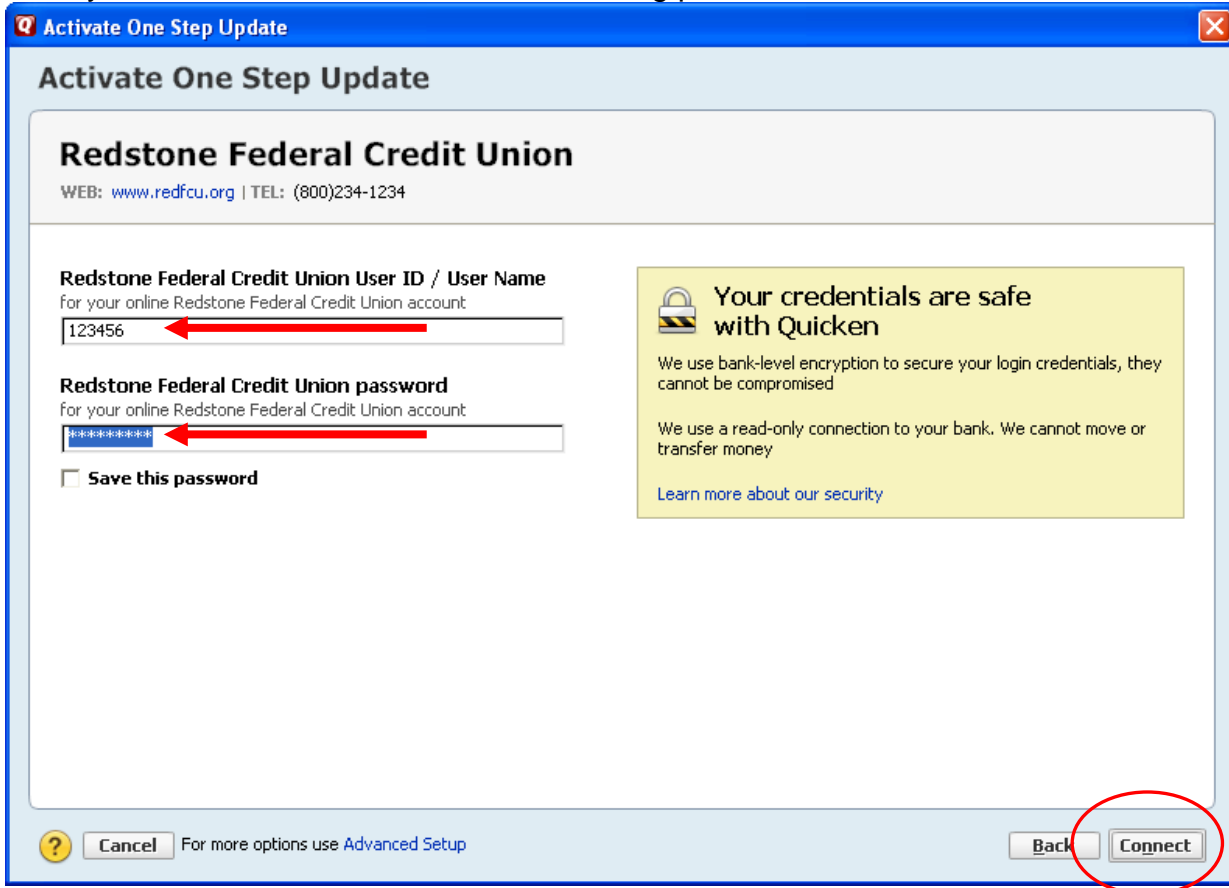 Activate One Step Update
Activate One Step Update
Redstone Federal Credit Union
WEB: www.redfcu.org | TEL: (800)234-1234
Redstone Federal Credit Union User ID / User Name
for your online Redstone Federal Credit Union account
123456
Redstone Federal Credit Union password
for your online Redstone Federal Credit Union account
*********
Save this password
Your credentials are safe
with Quicken
We use bank-level encryption to secure your login credentials, they
cannot be compromised
We use a read-only connection to your bank. We cannot move or
transfer money
Learn more about our security
? Cancel For more options use Advanced Setup Back Connect